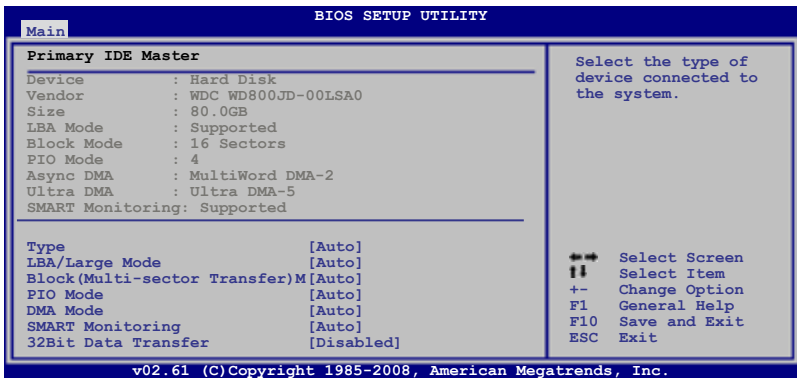 BIOS SETUP UTILITY
Main
Primary IDE Master
Device : Hard Disk
Vendor : WDC WD800JD-00LSA0
Size : 80.0GB
LBA Mode : Supported
Block Mode : 16 Sectors
PIO Mode : 4
Async DMA : MultiWord DMA-2
Ultra DMA : Ultra DMA-5
SMART Monitoring: Supported
Type [Auto]
LBA/Large Mode [Auto]
Block(Multi-sector Transfer)M[Auto]
PIO Mode [Auto]
DMA Mode [Auto]
SMART Monitoring [Auto]
32Bit Data Transfer [Disabled]
Select the type of
device connected to
the system.
Select Screen
Select Item
+- Change Option
F1 General Help
F10 Save and Exit
ESC Exit
v02.61 (C)Copyright 1985-2008, American Megatrends, Inc.